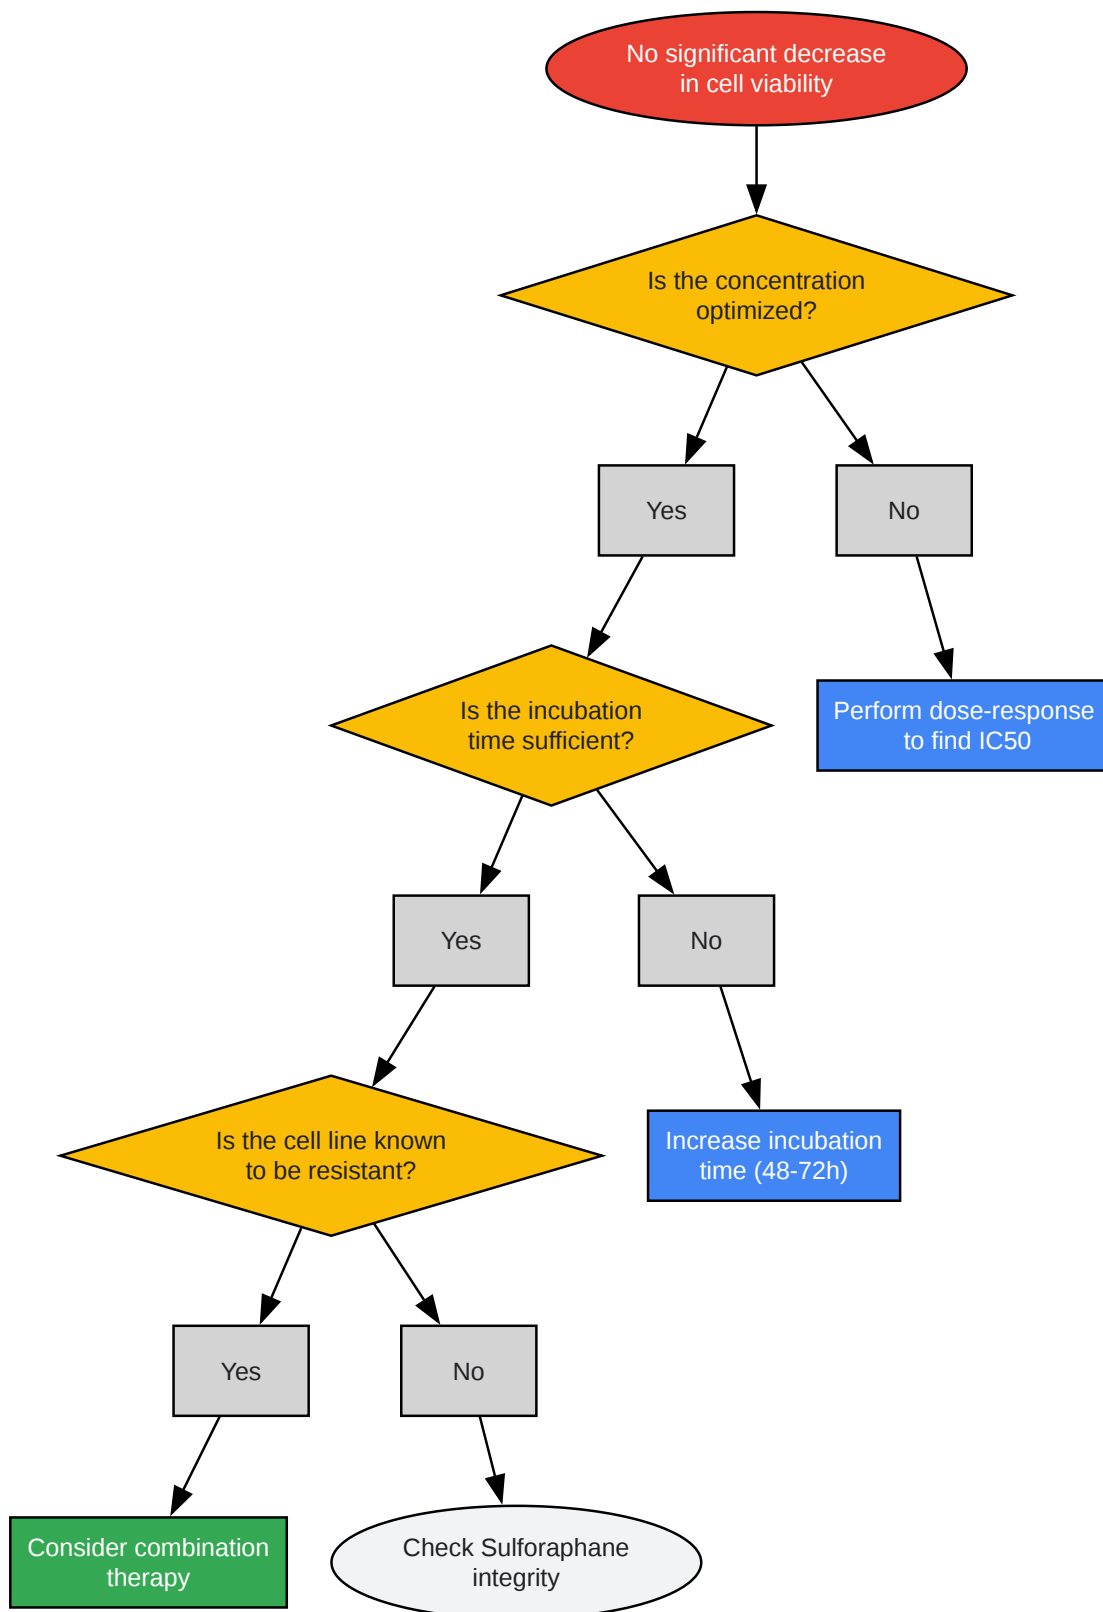 No significant decrease
in cell viability
Is the concentration
optimized?
Yes
No
Is the incubation
time sufficient?
Perform dose-response
to find IC50
Yes
No
Is the cell line known
to be resistant?
Increase incubation
time (48-72h)
Yes
No
Consider combination
therapy
Check Sulforaphane
integrity